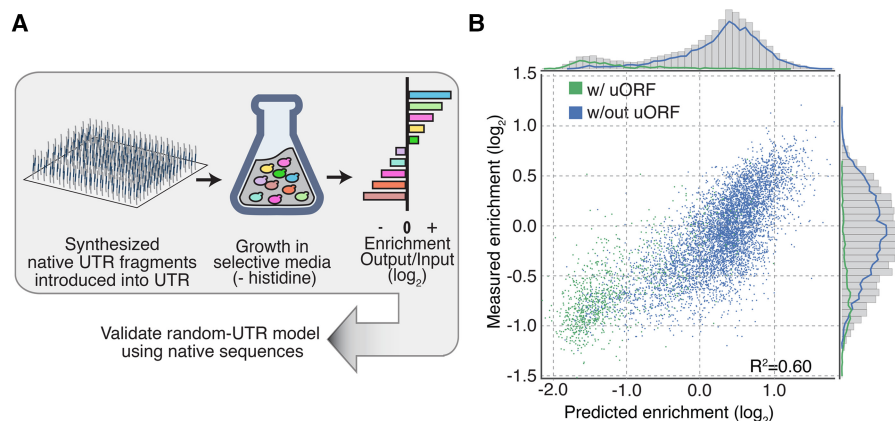 A
Synthesized
native UTR fragments
introduced into UTR
Growth in
selective media
(- histidine)
- 0 +
Enrichment
Output/Input
(log2)
Validate random-UTR model
using native sequences
B
w/ uORF
w/out uORF
Measured enrichment (log2)
1.5
1.0
0.5
0.0
-0.5
-1.0
-1.5
R²=0.60
-2.0 -1.0 0.0 1.0
Predicted enrichment (log2)